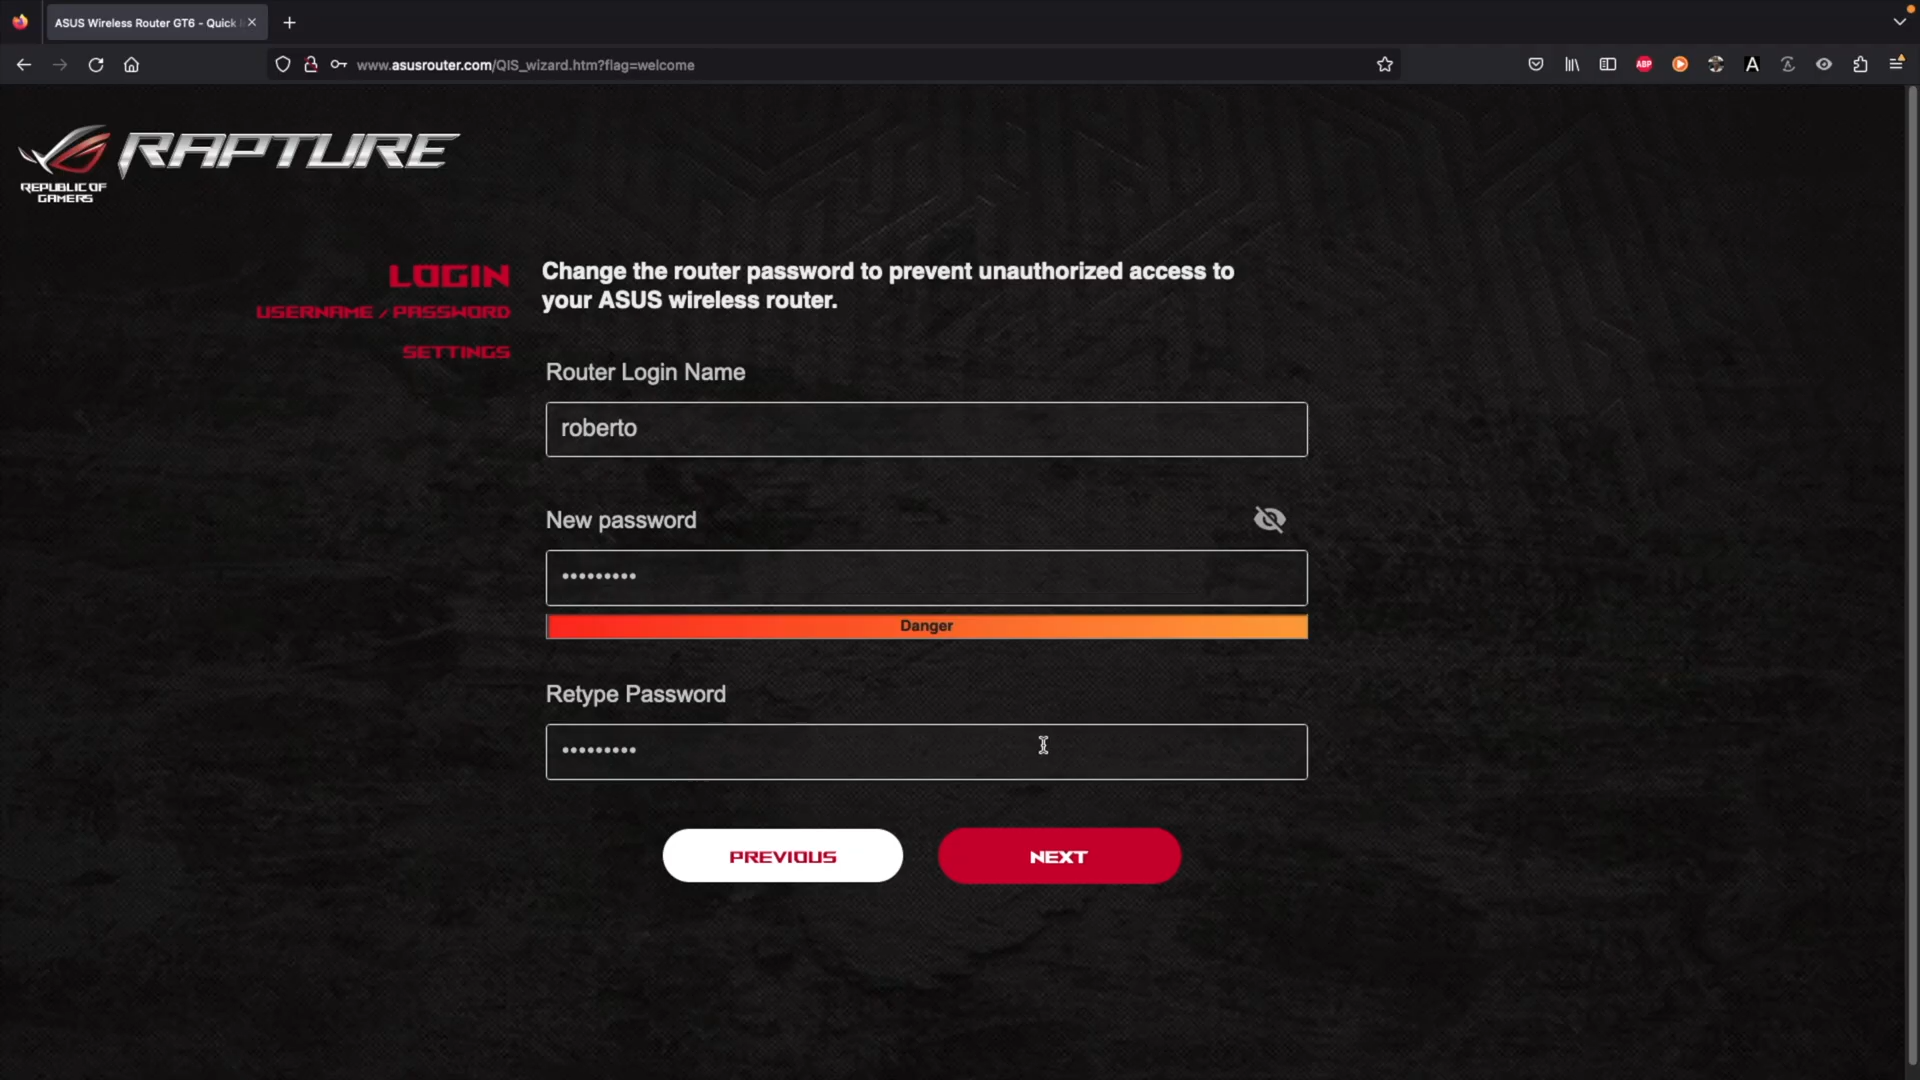 ASUS Wireless Router GT6 - Quick
www.asusrouter.com/QIS_wizard.htm?flag=welcome
ABP
A
REPUBLIC OF
GAMERS
RAPTURE
LOGIN
USERNAME / PASSWORD
SETTINGS
Change the router password to prevent unauthorized access to
your ASUS wireless router.
Router Login Name
roberto
New password
•••••••••
Danger
Retype Password
•••••••••
PREVIOUS
NEXT